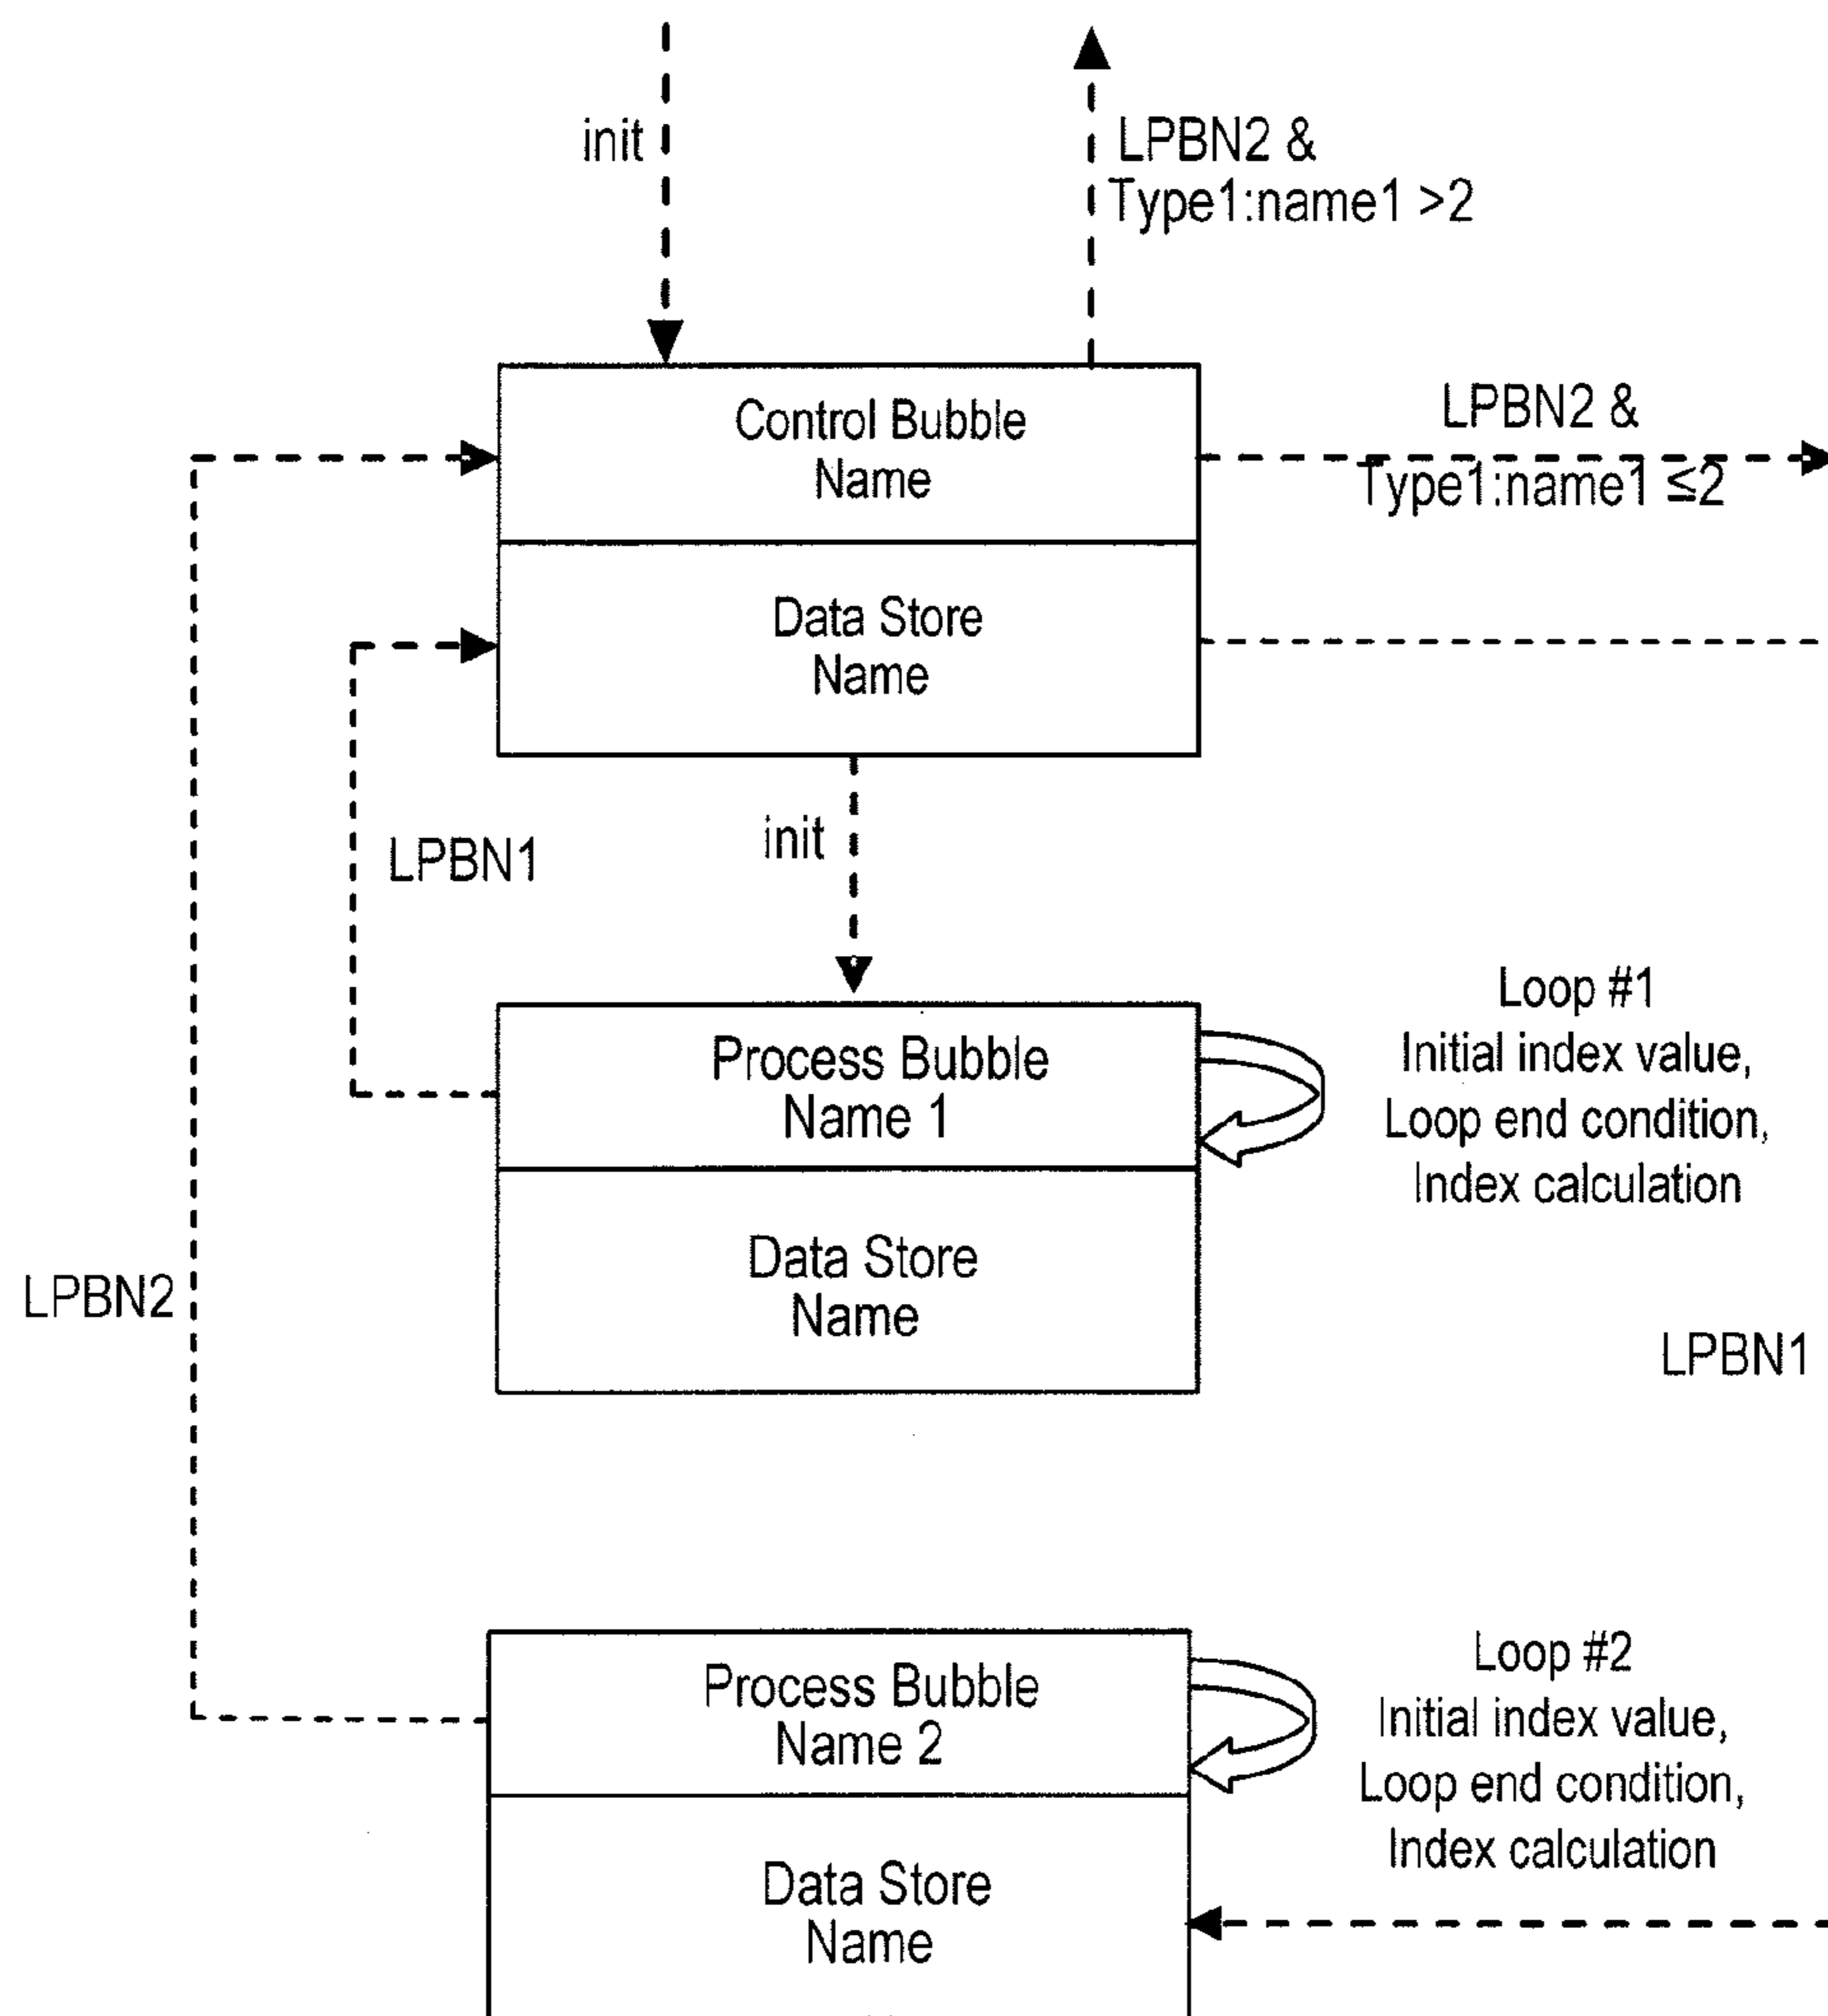 init
LPBN2 &
Type1:name1 >2
Control Bubble
Name
LPBN2 &
Type1:name1 ≤2
Data Store
Name
LPBN1
init
Process Bubble
Name 1
Loop #1
Initial index value,
Loop end condition,
Index calculation
Data Store
Name
LPBN2
LPBN1
Process Bubble
Name 2
Loop #2
Initial index value,
Loop end condition,
Index calculation
Data Store
Name